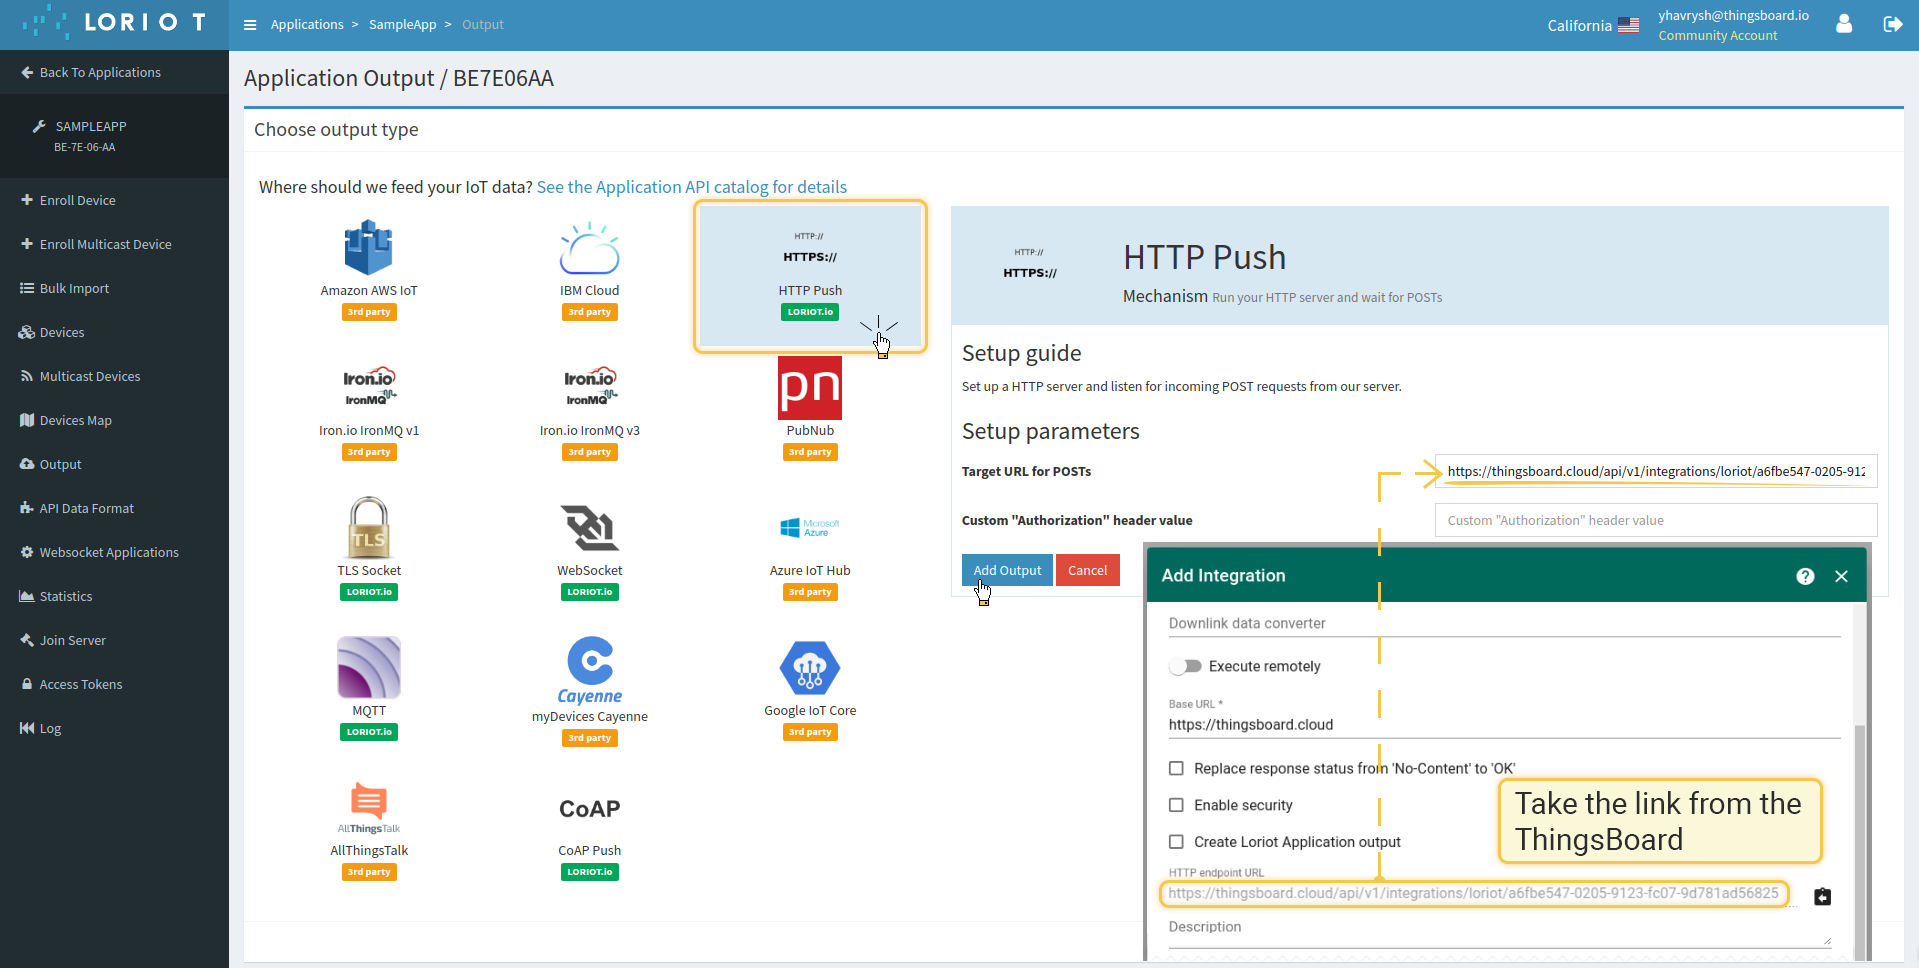 LORIOT
Applications > SampleApp > Output
California
yhavrysh@thingsboard.io
Community Account
Back To Applications
SAMPLEAPP
BE-7E-06-AA
Enroll Device
Enroll Multicast Device
Bulk Import
Devices
Multicast Devices
Devices Map
Output
API Data Format
Websocket Applications
Statistics
Join Server
Access Tokens
Log
Application Output / BE7E06AA
Choose output type
Where should we feed your IoT data? See the Application API catalog for details
Amazon AWS IoT
3rd party
IBM Cloud
3rd party
HTTP://
HTTPS://
HTTP Push
LORIOT.io
Iron.io
IronMQ
Iron.io IronMQ v1
3rd party
Iron.io
IronMQ
Iron.io IronMQ v3
3rd party
pn
PubNub
3rd party
TLS
TLS Socket
LORIOT.io
WebSocket
LORIOT.io
Microsoft
Azure
Azure IoT Hub
3rd party
MQTT
LORIOT.io
Cayenne
myDevices Cayenne
3rd party
Google IoT Core
3rd party
AllThingsTalk
AllThingsTalk
3rd party
CoAP
CoAP Push
LORIOT.io
HTTP://
HTTPS://
HTTP Push
Mechanism Run your HTTP server and wait for POSTs
Setup guide
Set up a HTTP server and listen for incoming POST requests from our server.
Setup parameters
Target URL for POSTs
https://thingsboard.cloud/api/v1/integrations/loriot/a6fbe547-0205-912
Custom "Authorization" header value
Custom "Authorization" header value
Add Output
Cancel
Add Integration
Downlink data converter
Execute remotely
Base URL *
https://thingsboard.cloud
Replace response status from 'No-Content' to 'OK'
Enable security
Create Loriot Application output
Take the link from the
ThingsBoard
HTTP endpoint URL
https://thingsboard.cloud/api/v1/integrations/loriot/a6fbe547-0205-9123-fc07-9d781ad56825
Description